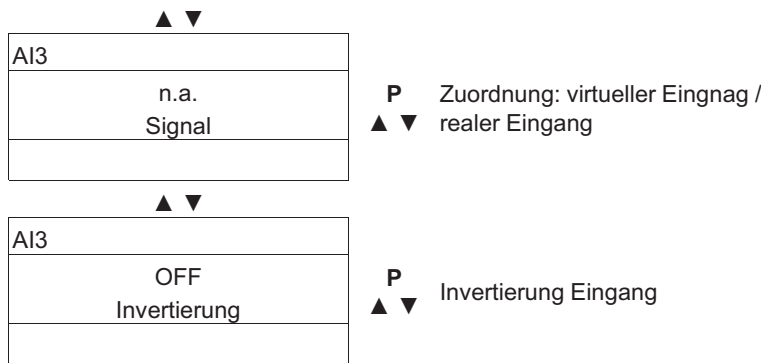 ▲ ▼
AI3
n.a.
Signal
P
▲ ▼
Zuordnung: virtueller Eingnag /
realer Eingang
▲ ▼
AI3
OFF
Invertierung
P
▲ ▼
Invertierung Eingang